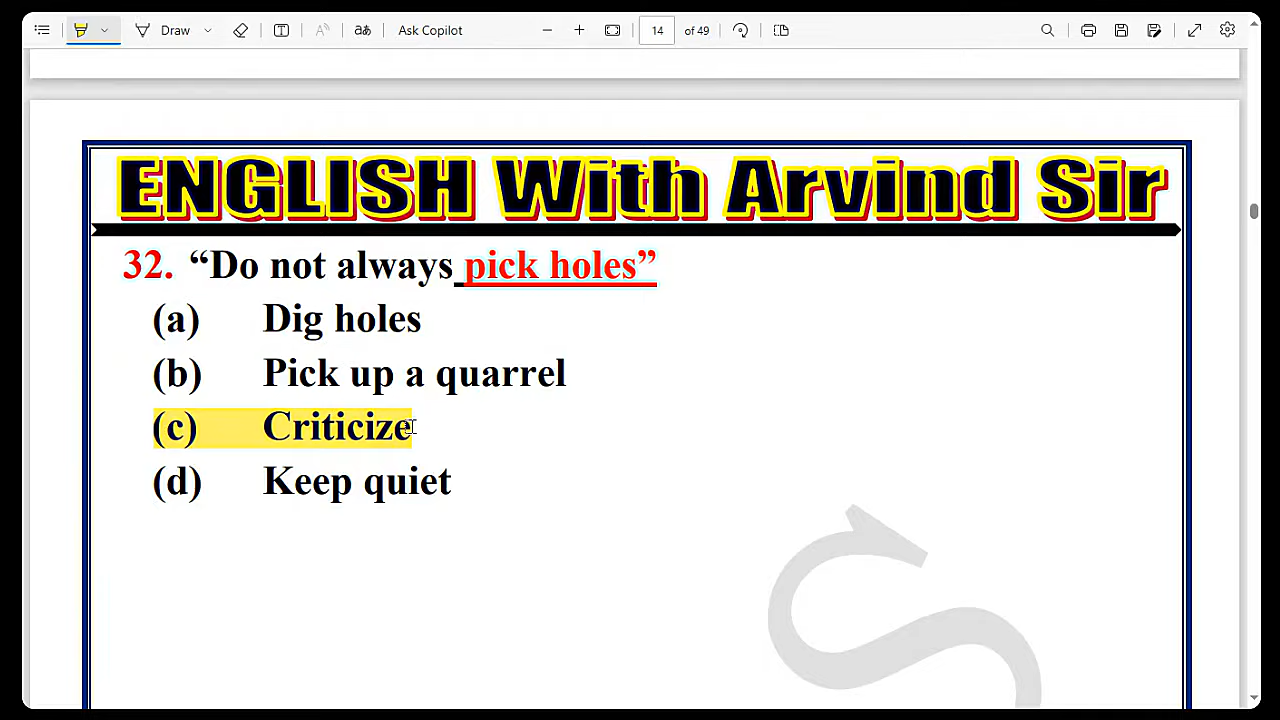 Draw
Ask Copilot
14 of 49
ENGLISH With Arvind Sir
32. “Do not always pick holes”
(a) Dig holes
(b) Pick up a quarrel
(c) Criticize
(d) Keep quiet
S